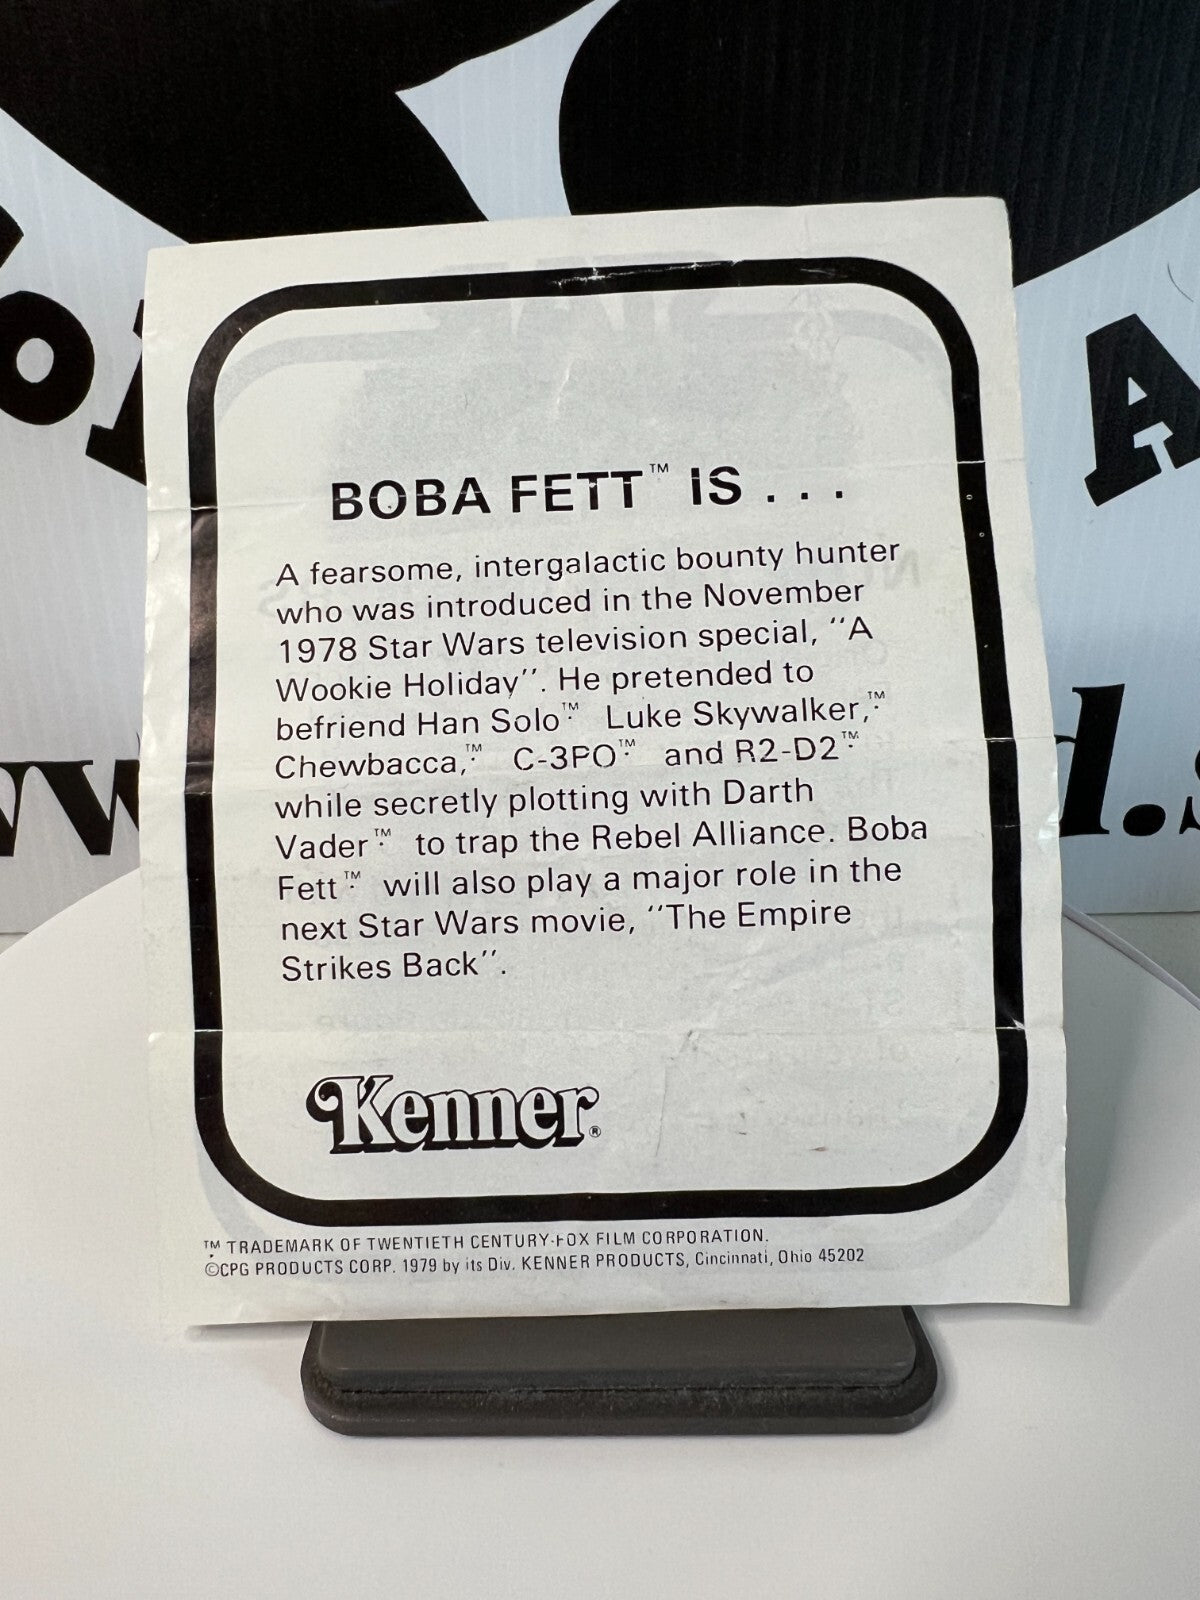 BOBA FETT™ IS . . .
A fearsome, intergalactic bounty hunter
who was introduced in the November
1978 Star Wars television special, "A
Wookie Holiday". He pretended to
befriend Han Solo™ Luke Skywalker,™
Chewbacca,™ C-3PO™ and R2-D2™
while secretly plotting with Darth
Vader™ to trap the Rebel Alliance. Boba
Fett™ will also play a major role in the
next Star Wars movie, "The Empire
Strikes Back".
Kenner®
™ TRADEMARK OF TWENTIETH CENTURY-FOX FILM CORPORATION.
©CPG PRODUCTS CORP. 1979 by its Div. KENNER PRODUCTS, Cincinnati, Ohio 45202